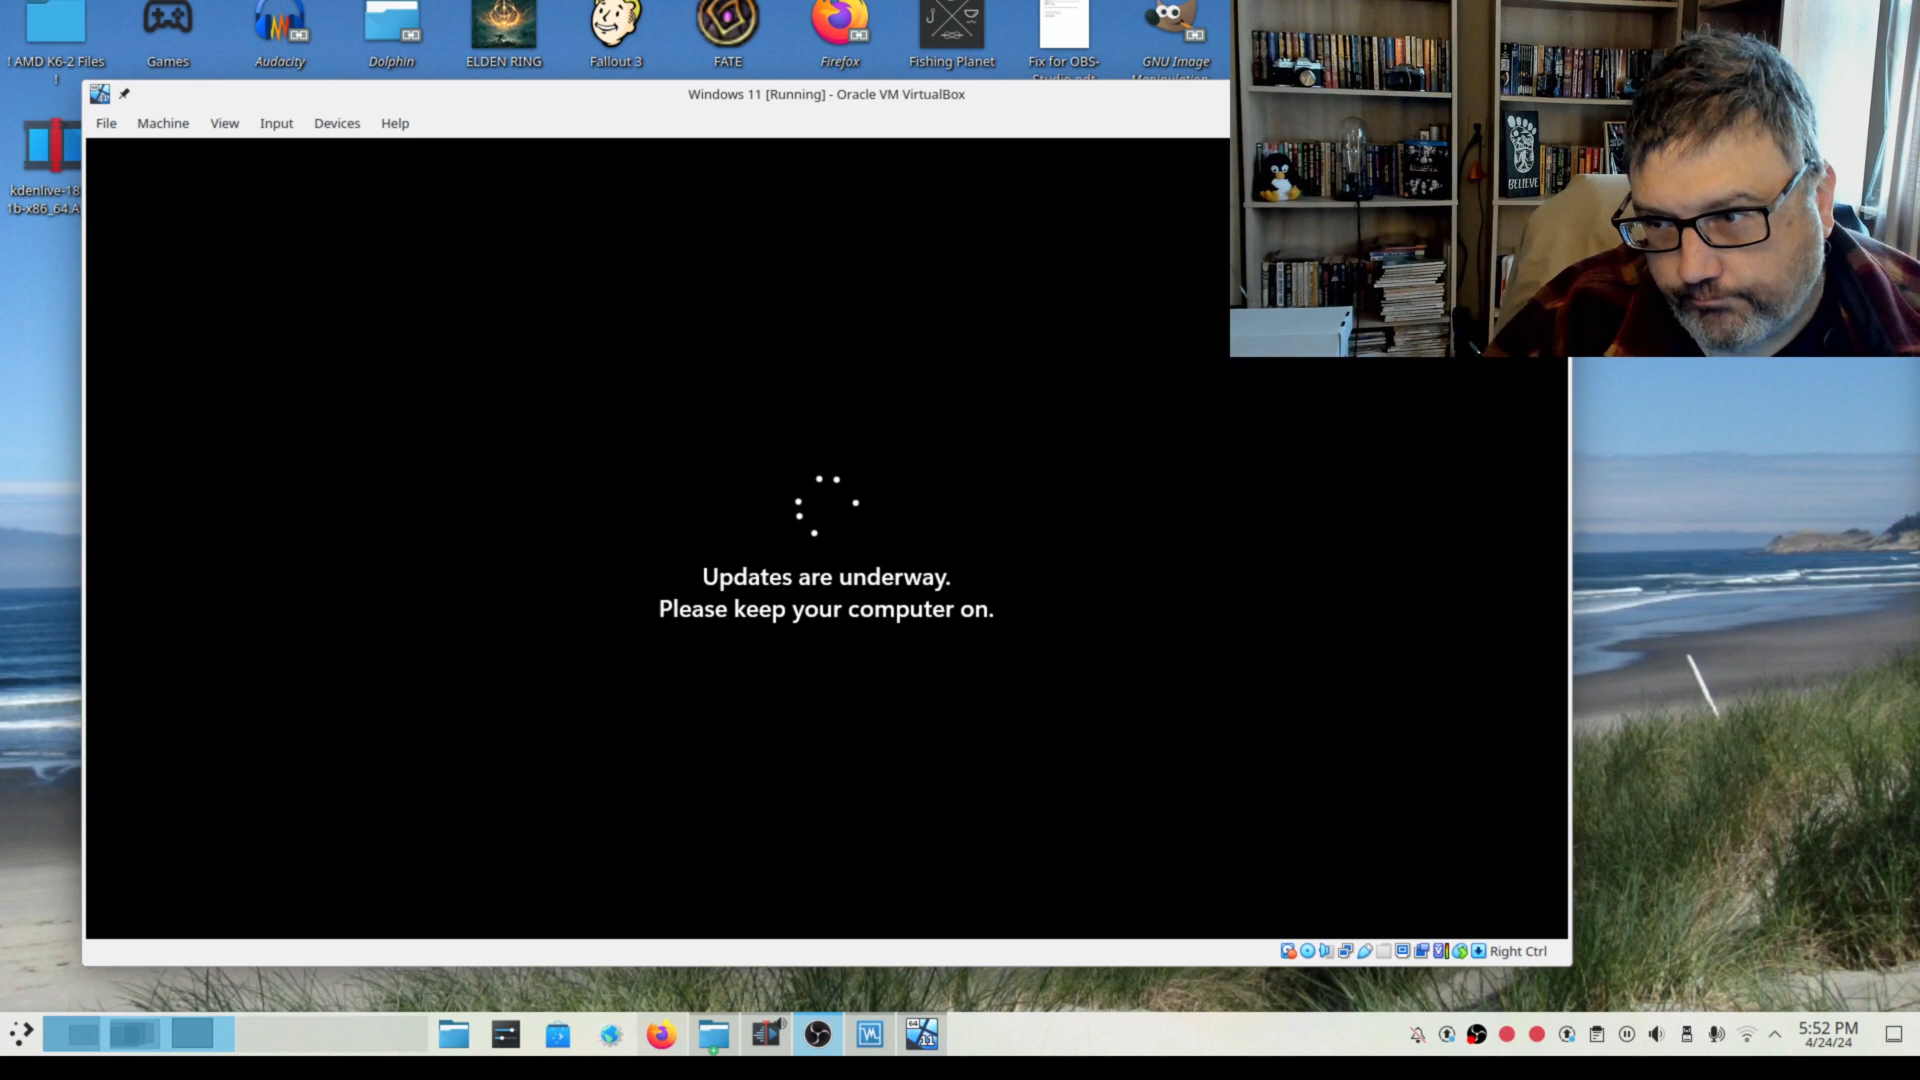 ! AMD K6-2 Files
!
Games
Audacity
Dolphin
ELDEN RING
Fallout 3
FATE
Firefox
Fishing Planet
Fix for OBS-
Studio.odt
GNU Image
Manipulation
kdenlive-18
1b-x86_64.A
Windows 11 [Running] - Oracle VM VirtualBox
File Machine View Input Devices Help
BELIEVE
Updates are underway.
Please keep your computer on.
Right Ctrl
64
11
5:52 PM
4/24/24